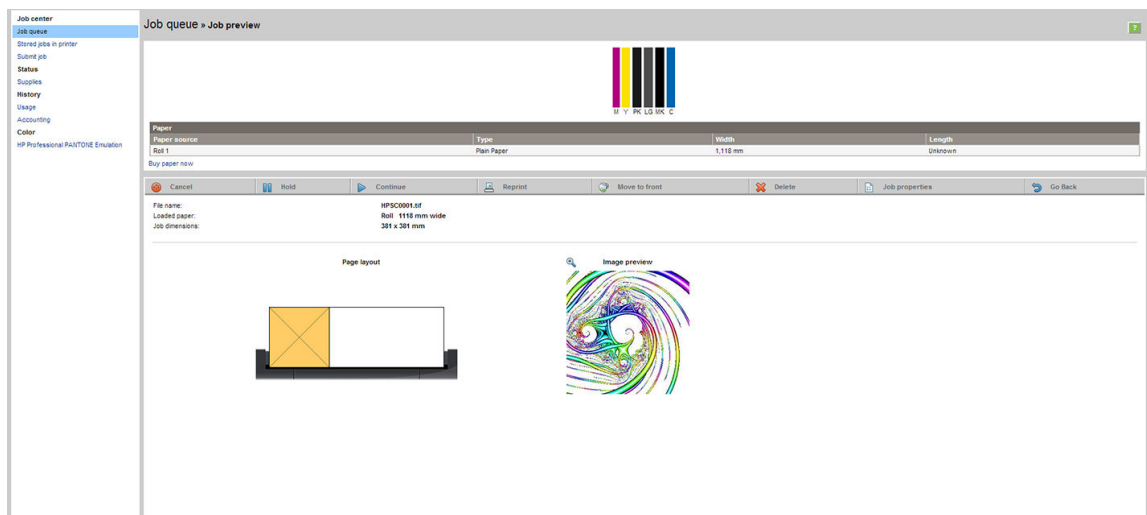 Job center
Job queue
Stored jobs in printer
Submit job
Status
Supplies
History
Usage
Accounting
Color
HP Professional PANTONE Emulation
Job queue » Job preview
?
M Y PK LG MK C
Paper
Paper source Type Width Length
Roll 1 Plain Paper 1,118 mm Unknown
Buy paper now
Cancel Hold Continue Reprint Move to front Delete Job properties Go Back
File name: HPSC0001.tif
Loaded paper: Roll 1118 mm wide
Job dimensions: 381 x 381 mm
Page layout Image preview